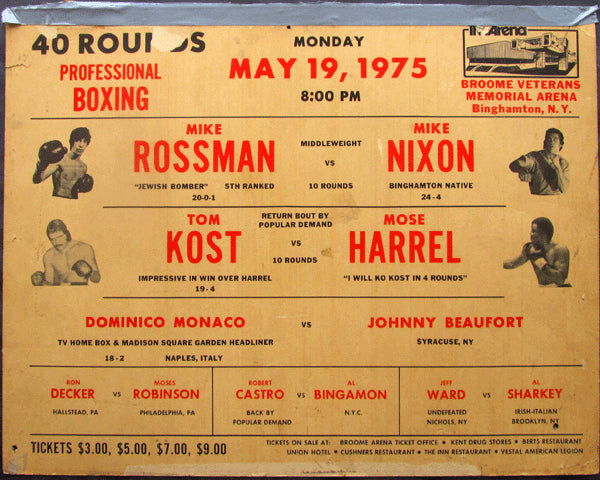 40 ROUNDS
PROFESSIONAL
BOXING
MONDAY
MAY 19, 1975
8:00 PM
IN Arena
BROOME VETERANS
MEMORIAL ARENA
Binghamton, N.Y.
MIKE
ROSSMAN
"JEWISH BOMBER" 5TH RANKED
20-0-1
MIDDLEWEIGHT
VS
10 ROUNDS
MIKE
NIXON
BINGHAMTON NATIVE
24-4
TOM
KOST
IMPRESSIVE IN WIN OVER HARREL
19-4
RETURN BOUT BY
POPULAR DEMAND
VS
10 ROUNDS
MOSE
HARREL
"I WILL KO KOST IN 4 ROUNDS"
DOMINICO MONACO
TV HOME BOX & MADISON SQUARE GARDEN HEADLINER
18-2 NAPLES, ITALY
VS
JOHNNY BEAUFORT
SYRACUSE, NY
RON
DECKER
HALLSTEAD, PA
VS
MOSES
ROBINSON
PHILADELPHIA, PA
ROBERT
CASTRO
BACK BY
POPULAR DEMAND
VS
AL
BINGAMON
N.Y.C.
JEFF
WARD
UNDEFEATED
NICHOLS, NY
VS
AL
SHARKEY
IRISH-ITALIAN
BROOKLYN, NY
TICKETS $3.00, $5.00, $7.00, $9.00
TICKETS ON SALE AT: BROOME ARENA TICKET OFFICE • KENT DRUG STORES • BERTS RESTAURANT
UNION HOTEL • CUSHNERS RESTAURANT • THE INN RESTAURANT • VESTAL AMERICAN LEGION